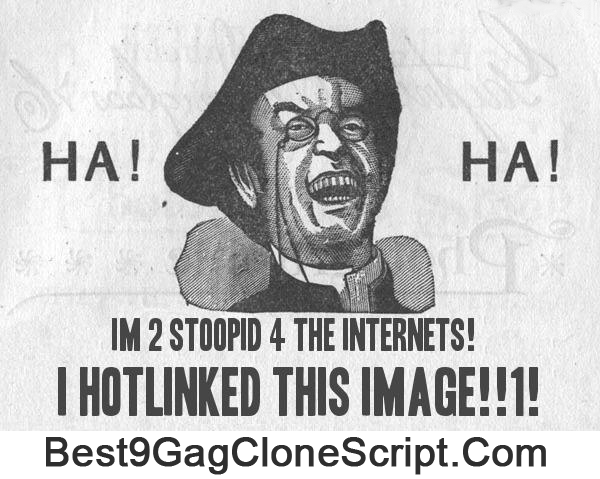 HA! HA!
IM 2 STOOPID 4 THE INTERNETS!
I HOTLINKED THIS IMAGE!!1!
Best9GagCloneScript.Com